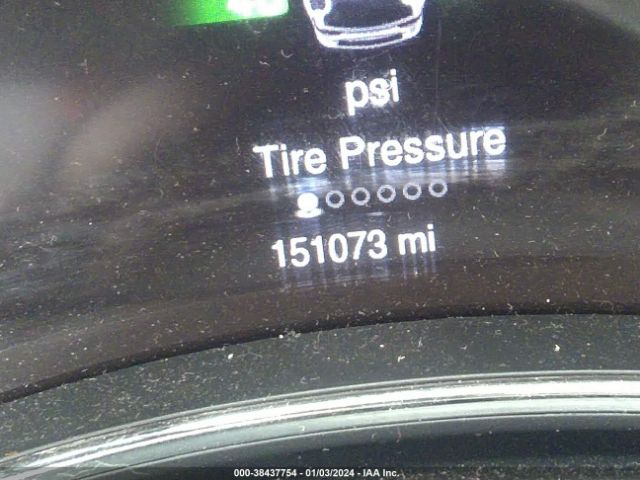 psi
Tire Pressure
151073 mi
000-38437754 - 01/03/2024 - IAA Inc.